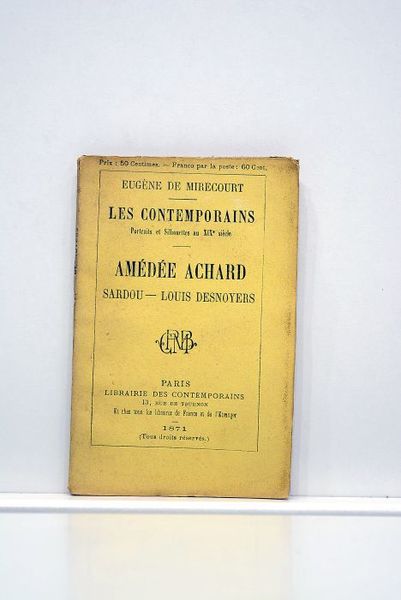 Prix : 50 Centimes. — Franco par la poste : 60 Cent.
EUGÈNE DE MIRECOURT
LES CONTEMPORAINS
Portraits et Silhouettes au XIXe siècle
AMÉDÉE ACHARD
SARDOU — LOUIS DESNOYERS
PARIS
LIBRAIRIE DES CONTEMPORAINS
13, RUE DE TOURNON
Et chez tous les libraires de France et de l'Étranger
1871
(Tous droits réservés.)